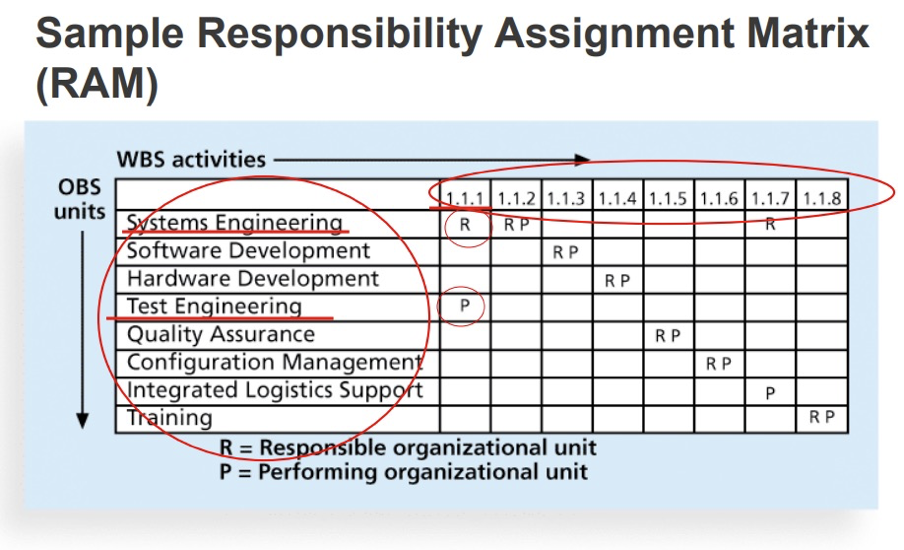 Sample Responsibility Assignment Matrix
(RAM)
WBS activities
OBS
units
1.1.1 1.1.2 1.1.3 1.1.4 1.1.5 1.1.6 1.1.7 1.1.8
Systems Engineering R R P R
Software Development R P
Hardware Development R P
Test Engineering P
Quality Assurance R P
Configuration Management R P
Integrated Logistics Support P
Training R P
R = Responsible organizational unit
P = Performing organizational unit